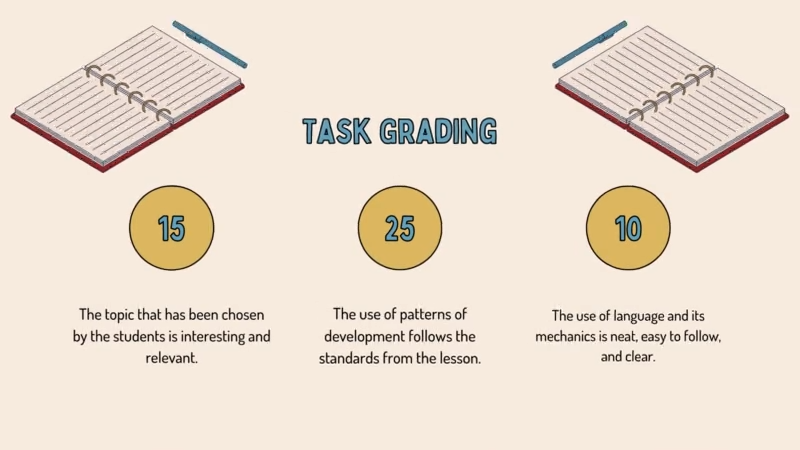 TASK GRADING
15
The topic that has been chosen
by the students is interesting and
relevant.
25
The use of patterns of
development follows the
standards from the lesson.
10
The use of language and its
mechanics is neat, easy to follow,
and clear.